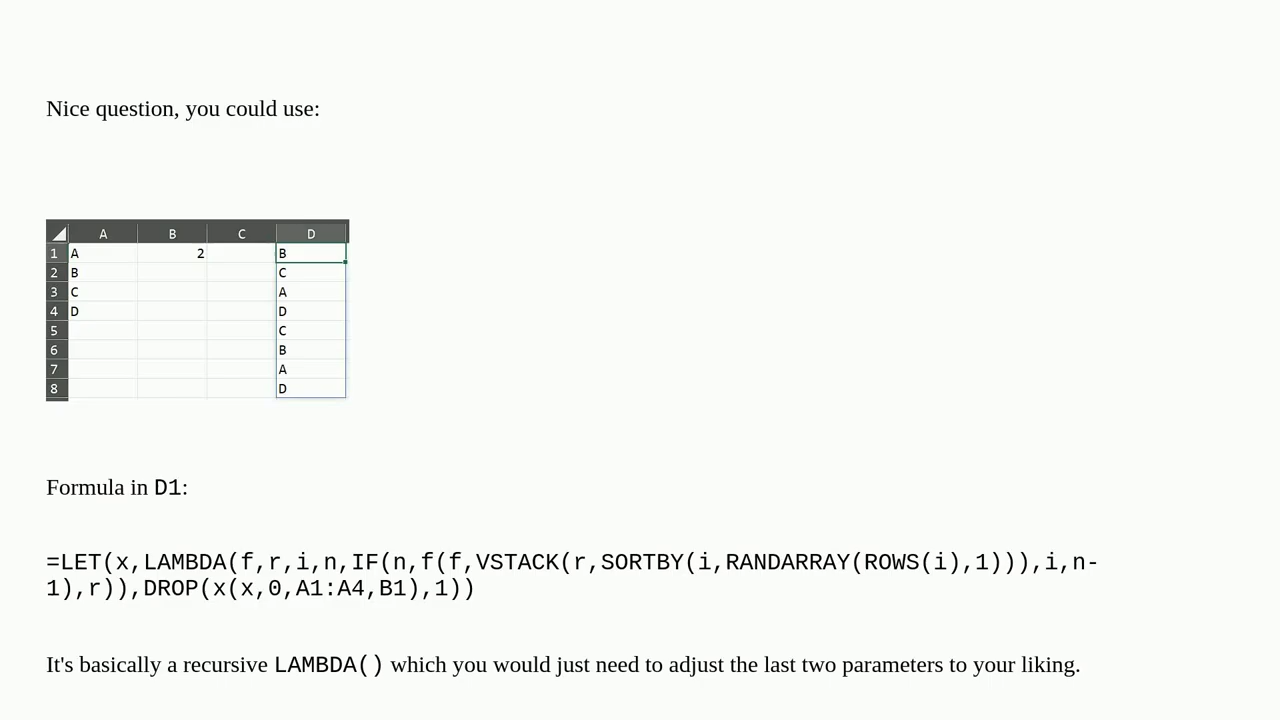 Nice question, you could use:
A B C D
1 A 2 B
2 B C
3 C A
4 D D
5 C
6 B
7 A
8 D
Formula in D1:
=LET(x,LAMBDA(f,r,i,n,IF(n,f(f,VSTACK(r,SORTBY(i,RANDARRAY(ROWS(i),1))),i,n-
1),r)),DROP(x(x,0,A1:A4,B1),1))
It's basically a recursive LAMBDA() which you would just need to adjust the last two parameters to your liking.